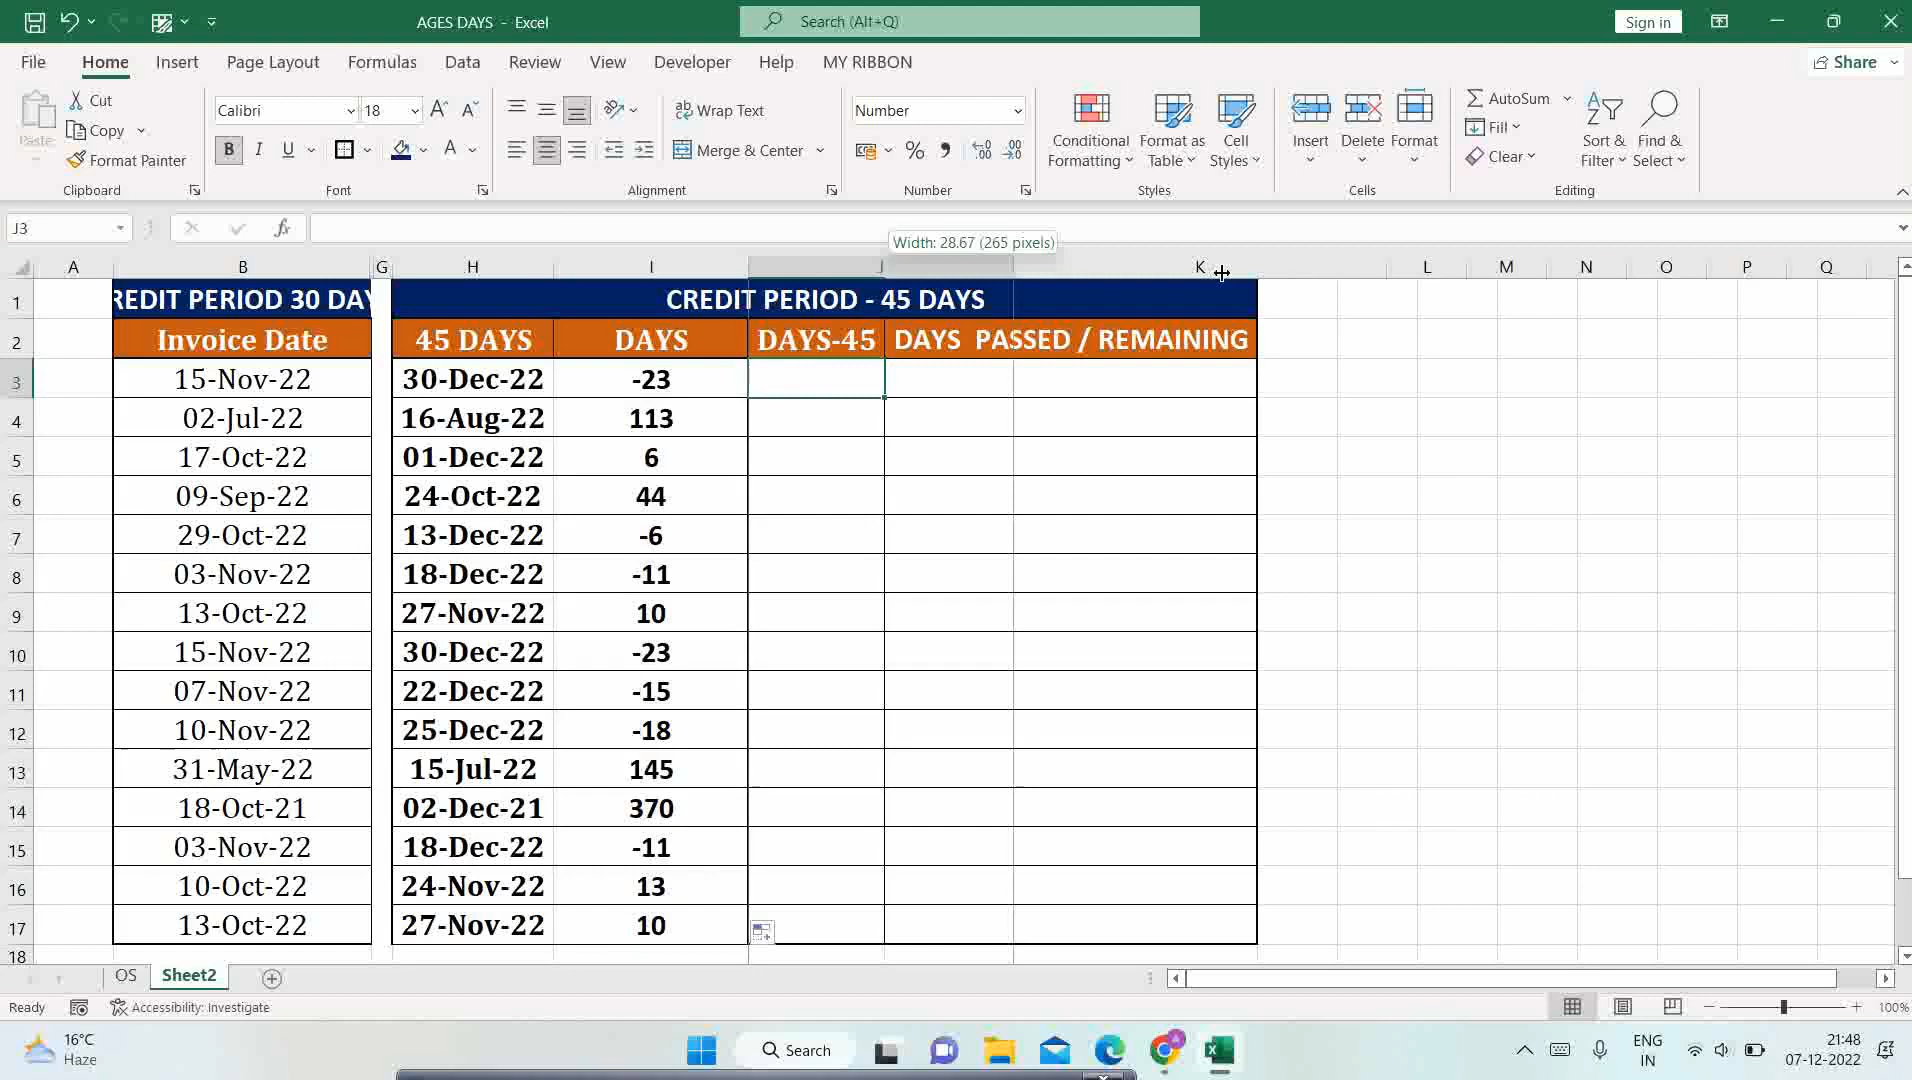 AGES DAYS - Excel
Search (Alt+Q)
Sign in
File Home Insert Page Layout Formulas Data Review View Developer Help MY RIBBON
Share
Paste
Cut
Copy
Format Painter
Clipboard
Calibri 18
B I U
Font
Wrap Text
Merge & Center
Alignment
Number
%
Number
Conditional Formatting
Format as Table
Cell Styles
Styles
Insert Delete Format
Cells
AutoSum
Fill
Clear
Sort & Filter
Find & Select
Editing
J3
fx
Width: 28.67 (265 pixels)
A B G H I J K L M N O P Q
1 REDIT PERIOD 30 DAY CREDIT PERIOD - 45 DAYS
2 Invoice Date 45 DAYS DAYS DAYS-45 DAYS PASSED / REMAINING
3 15-Nov-22 30-Dec-22 -23
4 02-Jul-22 16-Aug-22 113
5 17-Oct-22 01-Dec-22 6
6 09-Sep-22 24-Oct-22 44
7 29-Oct-22 13-Dec-22 -6
8 03-Nov-22 18-Dec-22 -11
9 13-Oct-22 27-Nov-22 10
10 15-Nov-22 30-Dec-22 -23
11 07-Nov-22 22-Dec-22 -15
12 10-Nov-22 25-Dec-22 -18
13 31-May-22 15-Jul-22 145
14 18-Oct-21 02-Dec-21 370
15 03-Nov-22 18-Dec-22 -11
16 10-Oct-22 24-Nov-22 13
17 13-Oct-22 27-Nov-22 10
18
OS Sheet2
Ready Accessibility: Investigate
100%
16°C
Haze
Search
ENG
IN
21:48
07-12-2022